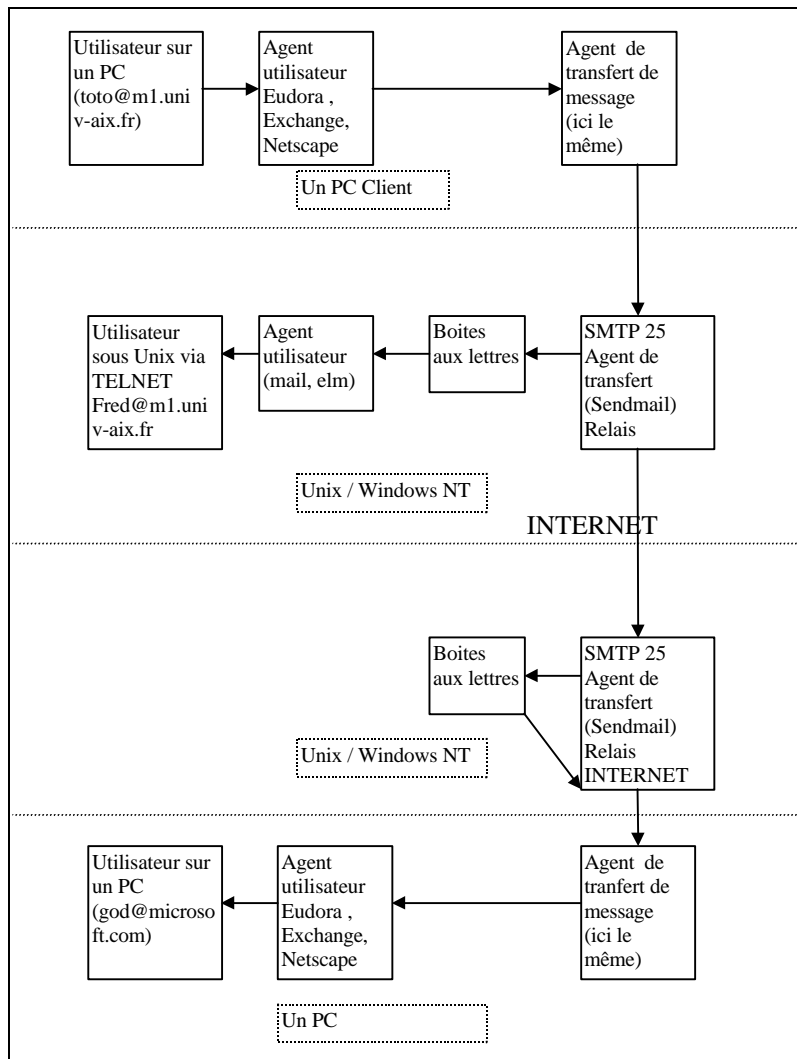 Utilisateur sur
un PC
(toto@m1.uni
v-aix.fr)
Agent
utilisateur
Eudora ,
Exchange,
Netscape
Agent  de
transfert de
message
(ici le
même)
Un PC Client
Utilisateur
sous Unix via
TELNET
Fred@m1.uni
v-aix.fr
Agent
utilisateur
(mail, elm)
Boites
aux lettres
SMTP 25
Agent de
transfert
(Sendmail)
Relais
Unix / Windows NT
INTERNET
Boites
aux lettres
SMTP 25
Agent de
transfert
(Sendmail)
Relais
INTERNET
Unix / Windows NT
Utilisateur sur
un PC
(god@microso
ft.com)
Agent
utilisateur
Eudora ,
Exchange,
Netscape
Agent  de
tranfert de
message
(ici le
même)
Un PC